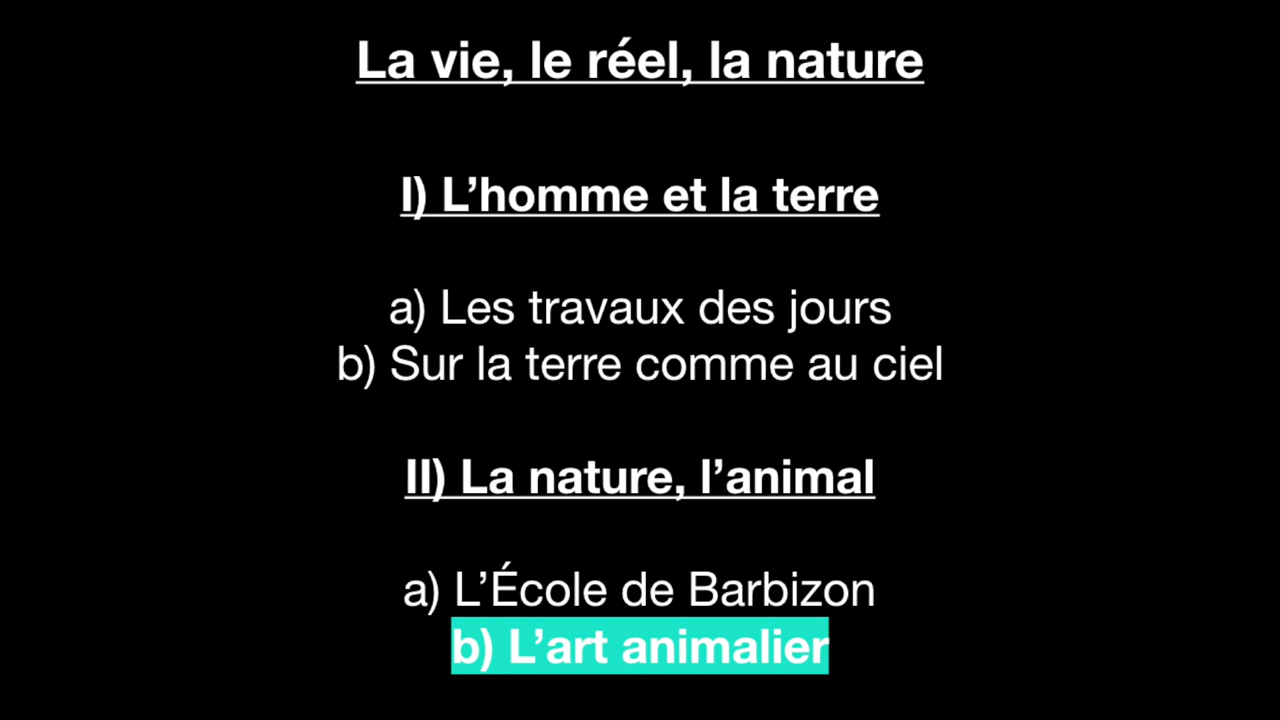 La vie, le réel, la nature
I) L’homme et la terre
a) Les travaux des jours
b) Sur la terre comme au ciel
II) La nature, l’animal
a) L’École de Barbizon
b) L’art animalier